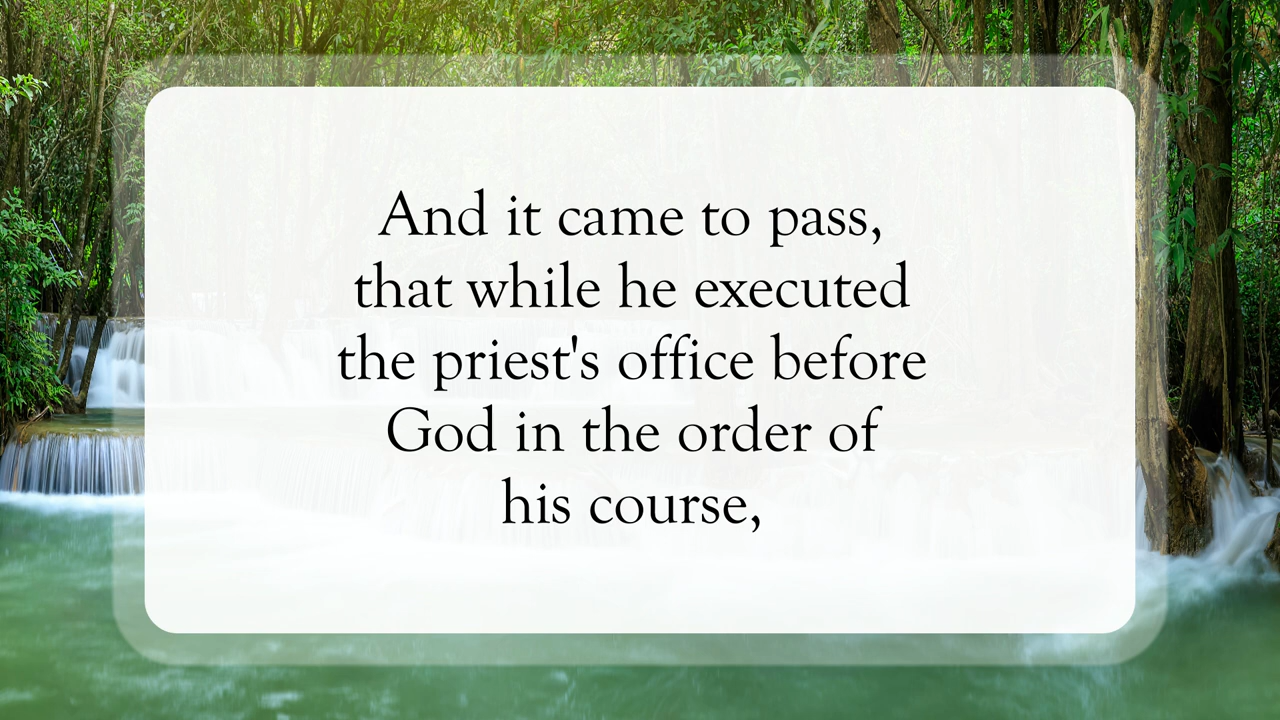 And it came to pass,
that while he executed
the priest's office before
God in the order of
his course,